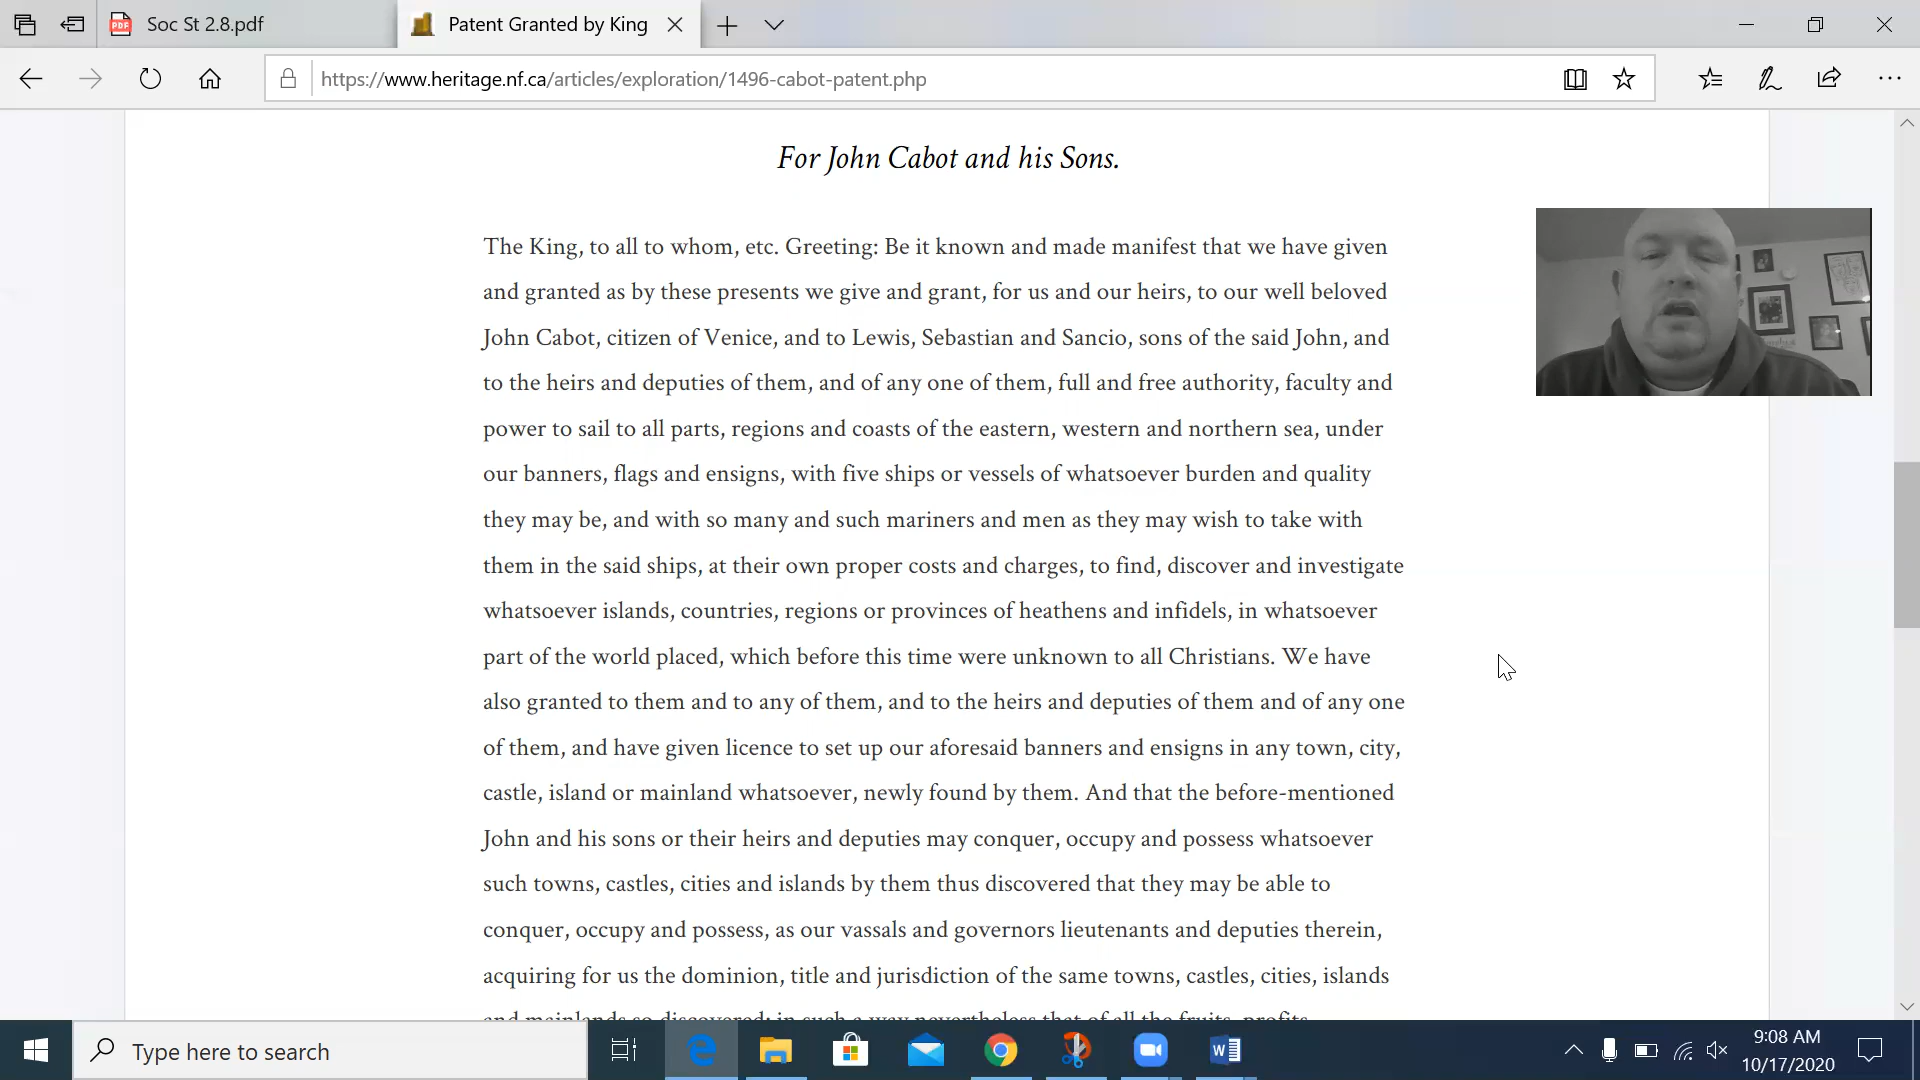 Soc St 2.8.pdf
Patent Granted by King
https://www.heritage.nf.ca/articles/exploration/1496-cabot-patent.php
For John Cabot and his Sons.
The King, to all to whom, etc. Greeting: Be it known and made manifest that we have given
and granted as by these presents we give and grant, for us and our heirs, to our well beloved
John Cabot, citizen of Venice, and to Lewis, Sebastian and Sancio, sons of the said John, and
to the heirs and deputies of them, and of any one of them, full and free authority, faculty and
power to sail to all parts, regions and coasts of the eastern, western and northern sea, under
our banners, flags and ensigns, with five ships or vessels of whatsoever burden and quality
they may be, and with so many and such mariners and men as they may wish to take with
them in the said ships, at their own proper costs and charges, to find, discover and investigate
whatsoever islands, countries, regions or provinces of heathens and infidels, in whatsoever
part of the world placed, which before this time were unknown to all Christians. We have
also granted to them and to any of them, and to the heirs and deputies of them and of any one
of them, and have given licence to set up our aforesaid banners and ensigns in any town, city,
castle, island or mainland whatsoever, newly found by them. And that the before-mentioned
John and his sons or their heirs and deputies may conquer, occupy and possess whatsoever
such towns, castles, cities and islands by them thus discovered that they may be able to
conquer, occupy and possess, as our vassals and governors lieutenants and deputies therein,
acquiring for us the dominion, title and jurisdiction of the same towns, castles, cities, islands
and mainlands so discovered; in such a way nevertheless that of all the fruits, profits,
Type here to search
9:08 AM
10/17/2020